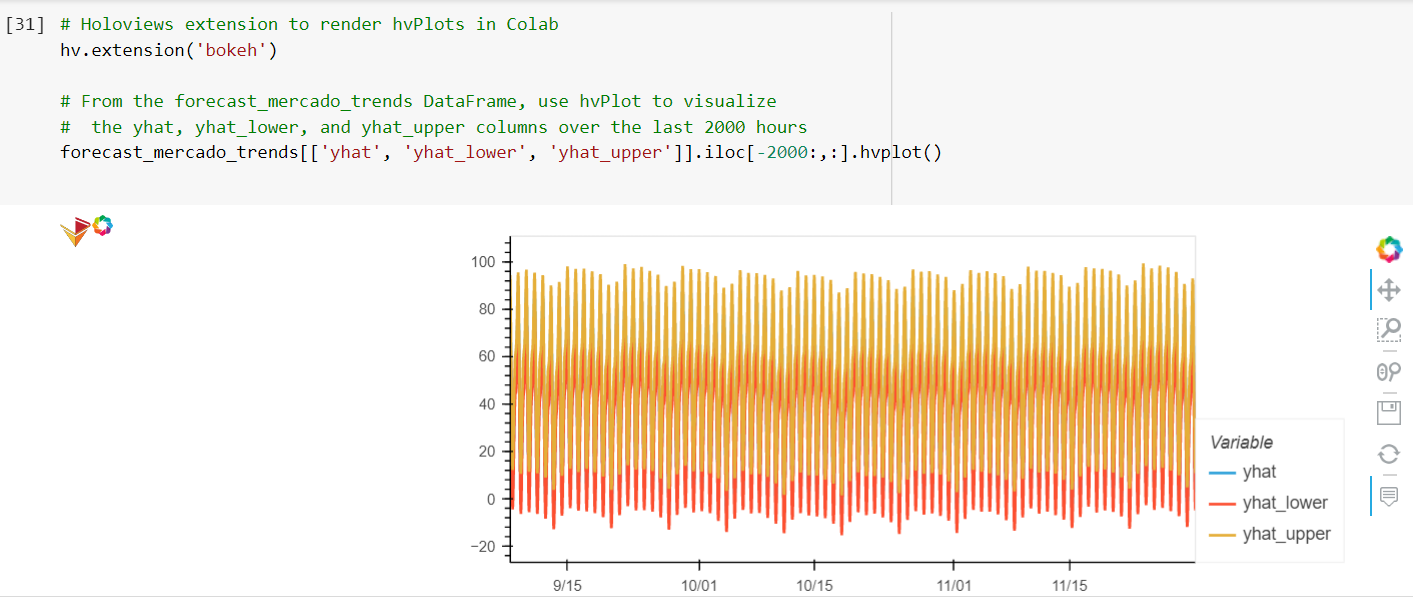 [31] # Holoviews extension to render hvPlots in Colab
hv.extension('bokeh')
# From the forecast_mercado_trends DataFrame, use hvPlot to visualize
#  the yhat, yhat_lower, and yhat_upper columns over the last 2000 hours
forecast_mercado_trends[['yhat', 'yhat_lower', 'yhat_upper']].iloc[-2000:,:].hvplot()
100
80
60
40
20
0
−20
9/15 10/01 10/15 11/01 11/15
Variable
yhat
yhat_lower
yhat_upper